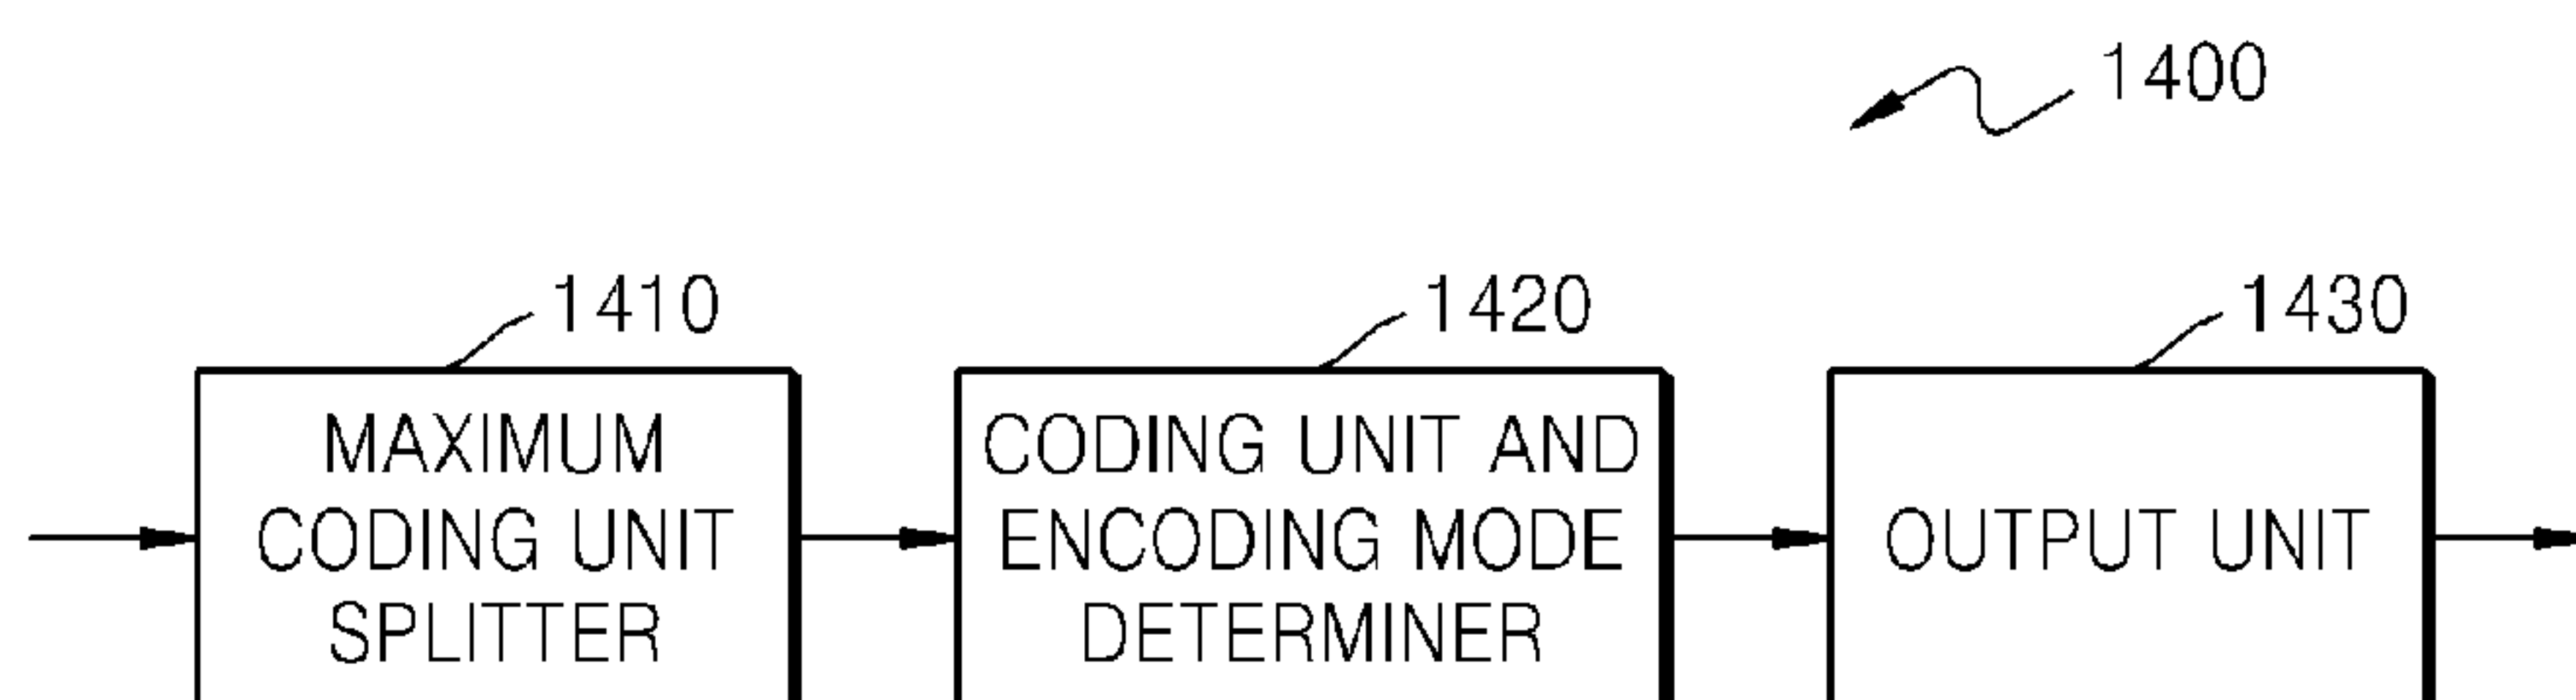 1400
1410
1420
1430
MAXIMUM
CODING UNIT
SPLITTER
CODING UNIT AND
ENCODING MODE
DETERMINER
OUTPUT UNIT